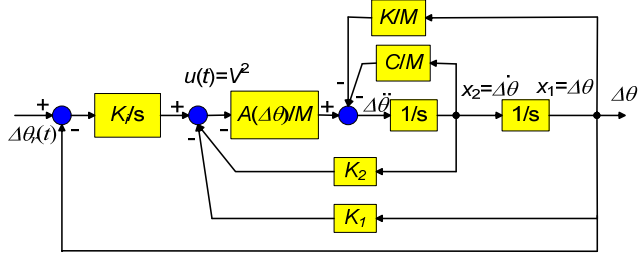 K/M
C/M
u(t)=V²
x₂=Δθ̇
x₁=Δθ
Δθ
+
-
Kᵢ/s
+
-
A(Δθ)/M
+
-
-
Δθ̈
1/s
1/s
Δθᵣ(t)
-
-
K₂
K₁